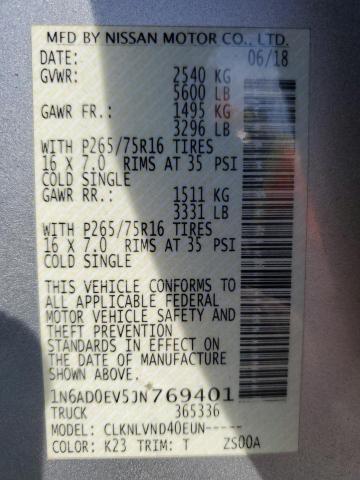 MFD BY NISSAN MOTOR CO., LTD.
DATE: 06/18
GVWR: 2540 KG
5600 LB
GAWR FR.: 1495 KG
3296 LB
WITH P265/75R16 TIRES
16 X 7.0 RIMS AT 35 PSI
COLD SINGLE
GAWR RR.: 1511 KG
3331 LB
WITH P265/75R16 TIRES
16 X 7.0 RIMS AT 35 PSI
COLD SINGLE
THIS VEHICLE CONFORMS TO
ALL APPLICABLE FEDERAL
MOTOR VEHICLE SAFETY AND
THEFT PREVENTION
STANDARDS IN EFFECT ON
THE DATE OF MANUFACTURE
SHOWN ABOVE.
1N6AD0EV5JN769401
TRUCK 365336
MODEL: CLKNLVND40EUN-----
COLOR: K23 TRIM: T ZS00A